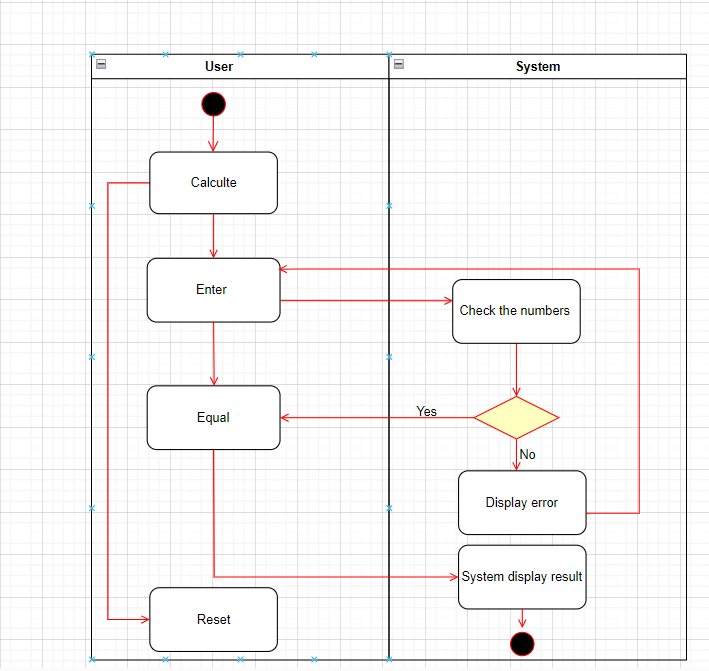 User
System
Calculte
Enter
Check the numbers
Equal
Yes
No
Display error
System display result
Reset